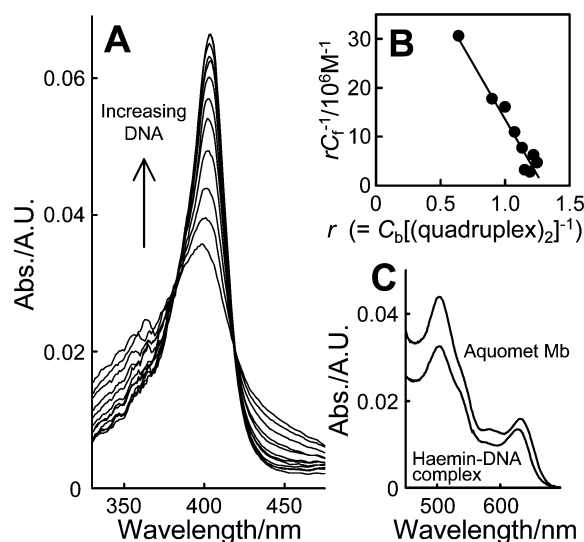 A
Increasing
DNA
Abs./A.U.
0.06
0.04
0.02
0
350
400
450
Wavelength/nm
B
rC_f^-1/10^6M^-1
40
30
20
10
0
0
0.5
1.0
1.5
r (= C_b[(quadruplex)_2]^-1)
C
Abs./A.U.
0.04
0.02
0
Aquomet Mb
Haemin-DNA
complex
500
600
Wavelength/nm